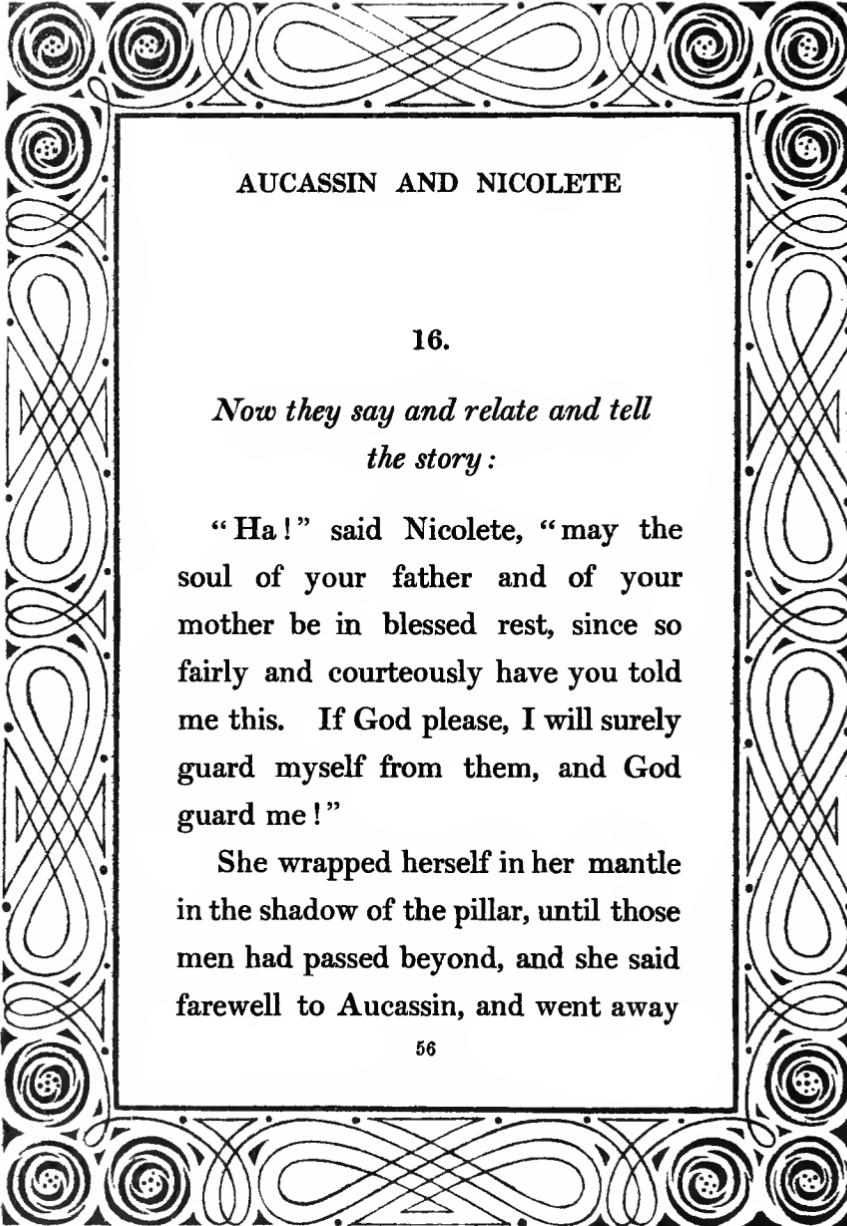 AUCASSIN AND NICOLETE
16.
Now they say and relate and tell
the story :
“Ha!” said Nicolete, “may the
soul of your father and of your
mother be in blessed rest, since so
fairly and courteously have you told
me this. If God please, I will surely
guard myself from them, and God
guard me!”
She wrapped herself in her mantle
in the shadow of the pillar, until those
men had passed beyond, and she said
farewell to Aucassin, and went away
56